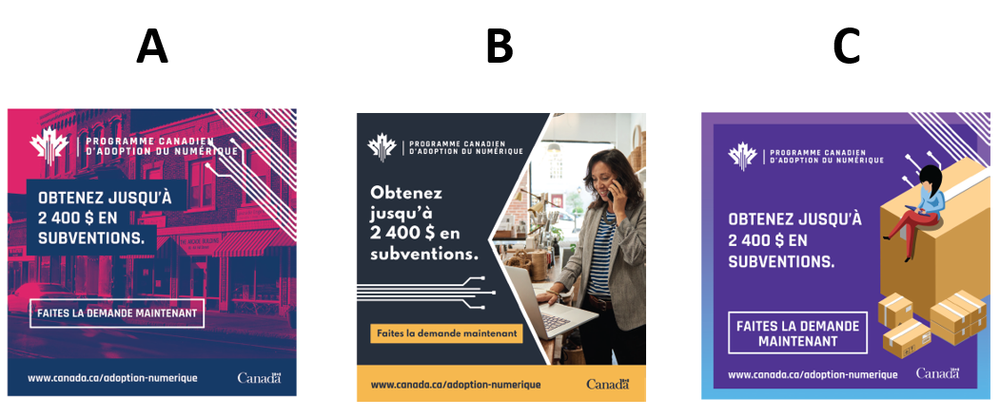 A
B
C
PROGRAMME CANADIEN
D'ADOPTION DU NUMÉRIQUE
OBTENEZ JUSQU'À
2 400 $ EN
SUBVENTIONS.
FAITES LA DEMANDE MAINTENANT
www.canada.ca/adoption-numerique
Canada
PROGRAMME CANADIEN
D'ADOPTION DU NUMÉRIQUE
Obtenez
jusqu'à
2 400 $ en
subventions.
Faites la demande maintenant
www.canada.ca/adoption-numerique
Canada
PROGRAMME CANADIEN
D'ADOPTION DU NUMÉRIQUE
OBTENEZ JUSQU'À
2 400 $ EN
SUBVENTIONS.
FAITES LA DEMANDE
MAINTENANT
www.canada.ca/adoption-numerique
Canada